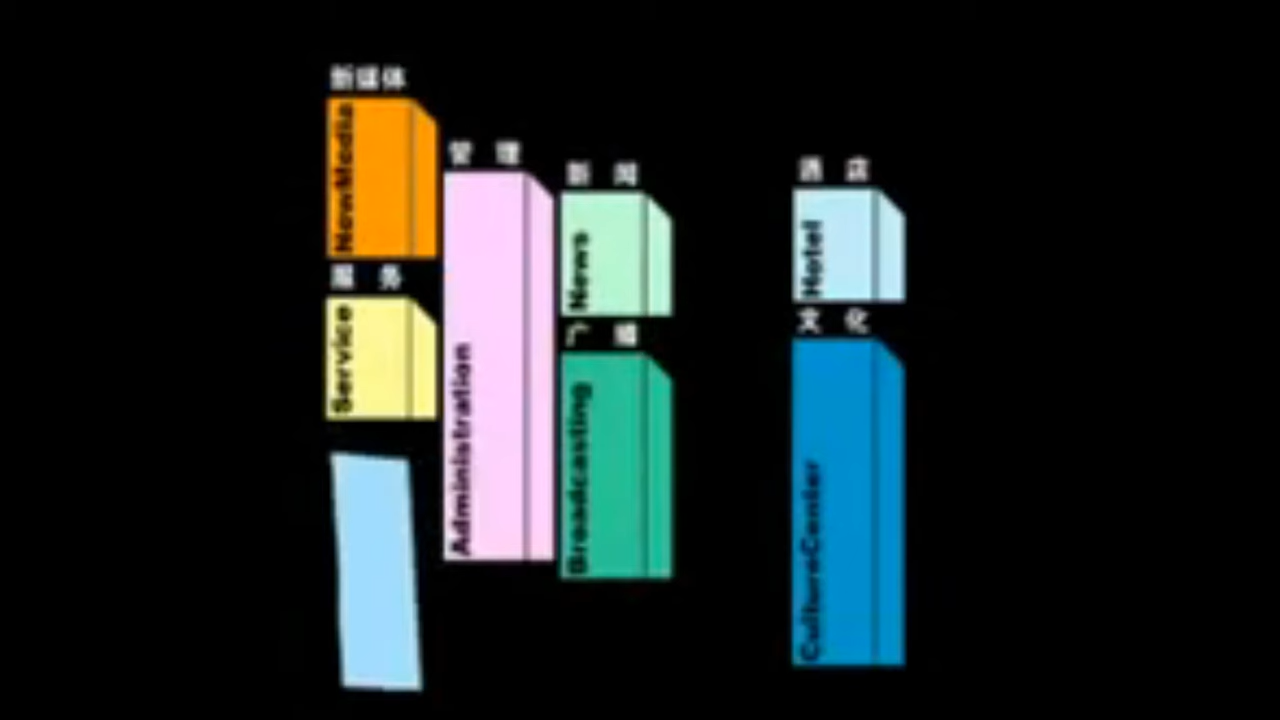 新媒体
NewMedia
服 务
Service
管 理
Administration
新 闻
News
广 播
Broadcasting
酒 店
Hotel
文 化
CultureCenter